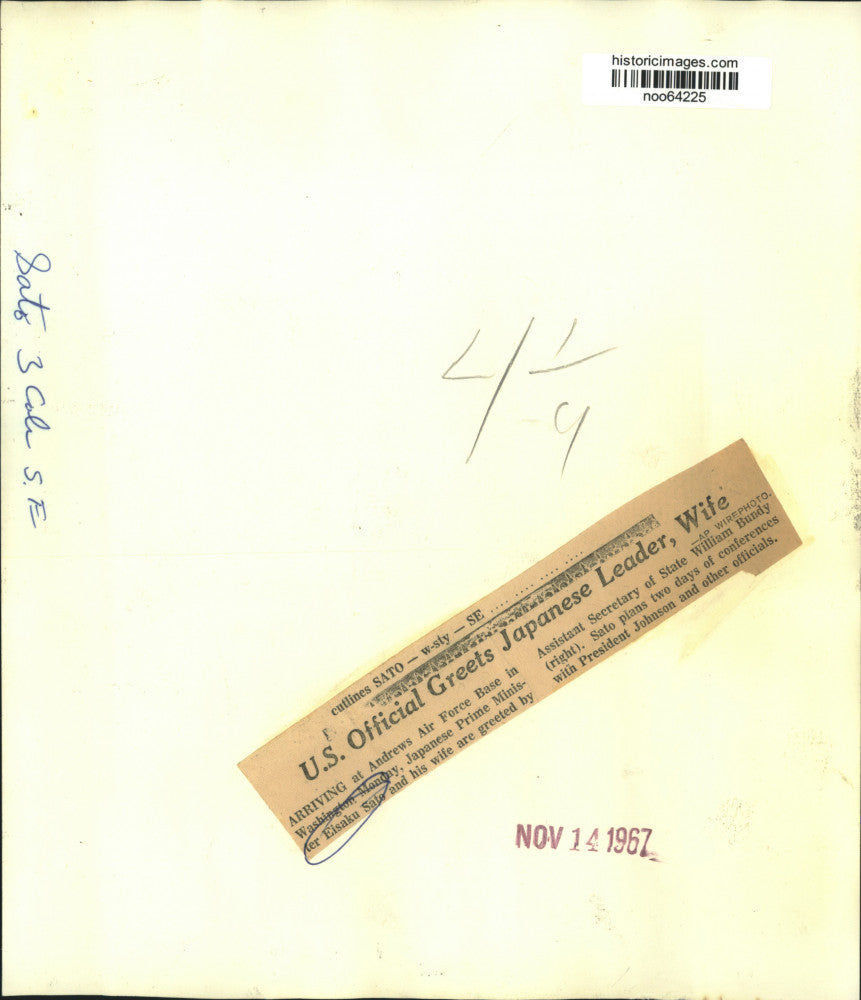 historicimages.com
noo64225
Sato 3 Col S.E
4 1/9
cutlines SATO — w-sty — SE ................
U.S. Official Greets Japanese Leader, Wife
—AP WIREPHOTO.
ARRIVING at Andrews Air Force Base in
Washington Monday, Japanese Prime Minis-
ter Eisaku Sato and his wife are greeted by
Assistant Secretary of State William Bundy
(right). Sato plans two days of conferences
with President Johnson and other officials.
NOV 14 1967